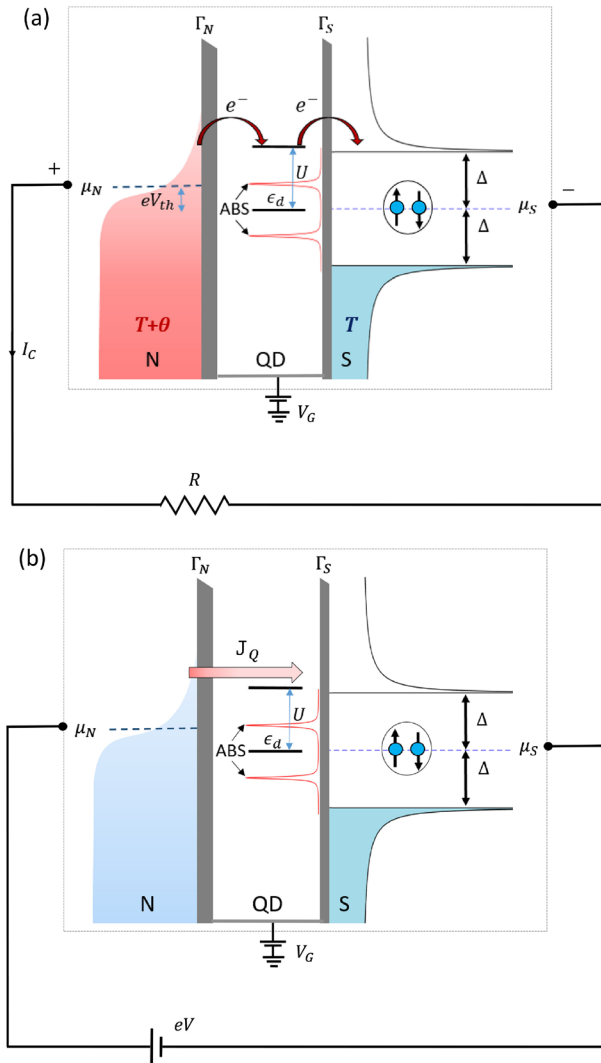 (a)
Γ_N Γ_S
e⁻ e⁻
+ μ_N eV_th ABS ϵ_d U Δ Δ μ_S −
T+θ T
I_C N QD S
V_G
R
(b)
Γ_N Γ_S
J_Q
μ_N ABS ϵ_d U Δ Δ μ_S
N QD S
V_G
eV